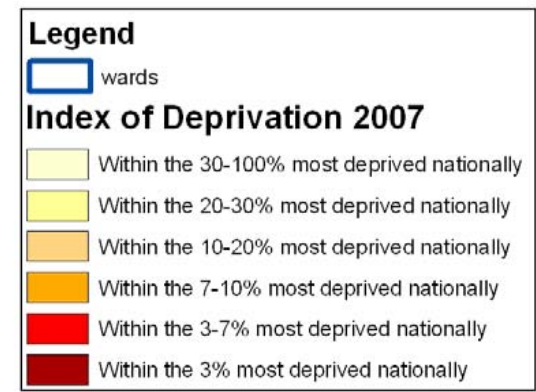 Legend
wards
Index of Deprivation 2007
Within the 30-100% most deprived nationally
Within the 20-30% most deprived nationally
Within the 10-20% most deprived nationally
Within the 7-10% most deprived nationally
Within the 3-7% most deprived nationally
Within the 3% most deprived nationally